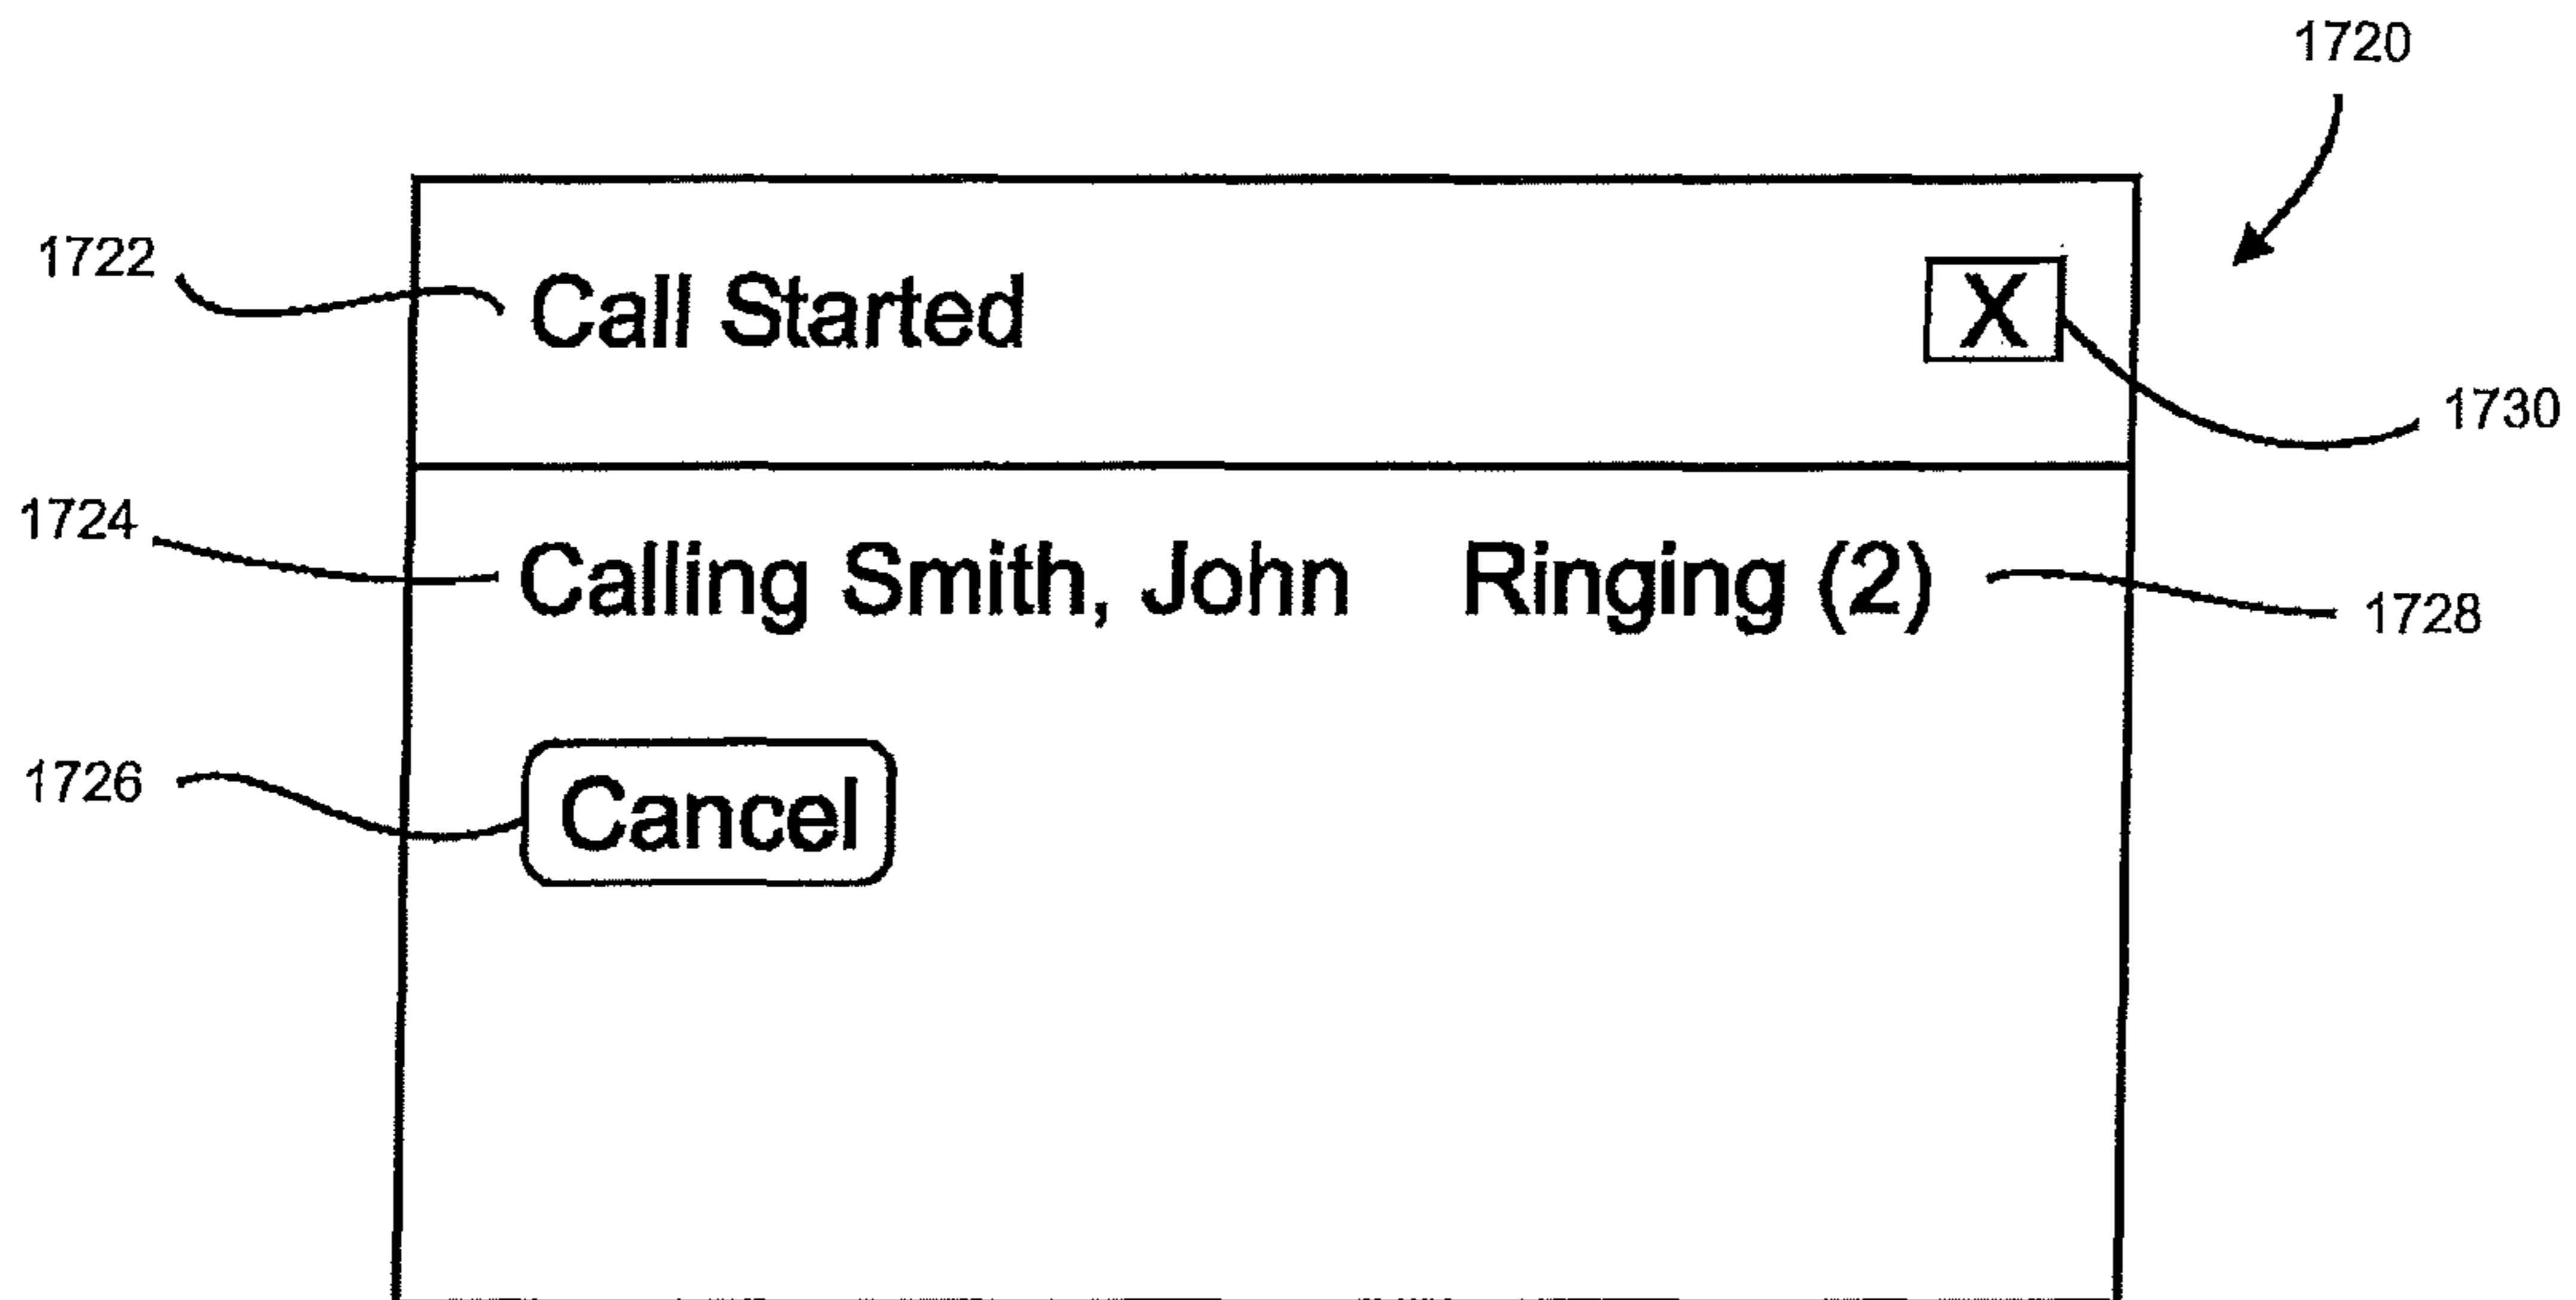 1720
1722
Call Started X
1730
1724
Calling Smith, John Ringing (2)
1728
1726
Cancel